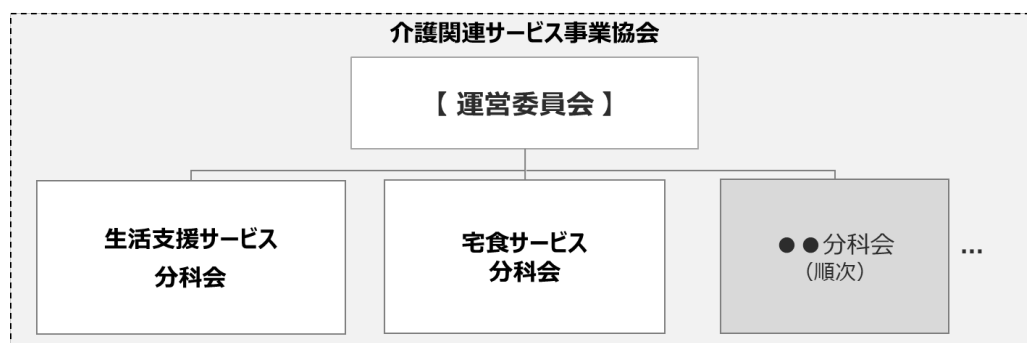 介護関連サービス事業協会
【 運営委員会 】
生活支援サービス
分科会
宅食サービス
分科会
●●分科会
（順次）
…